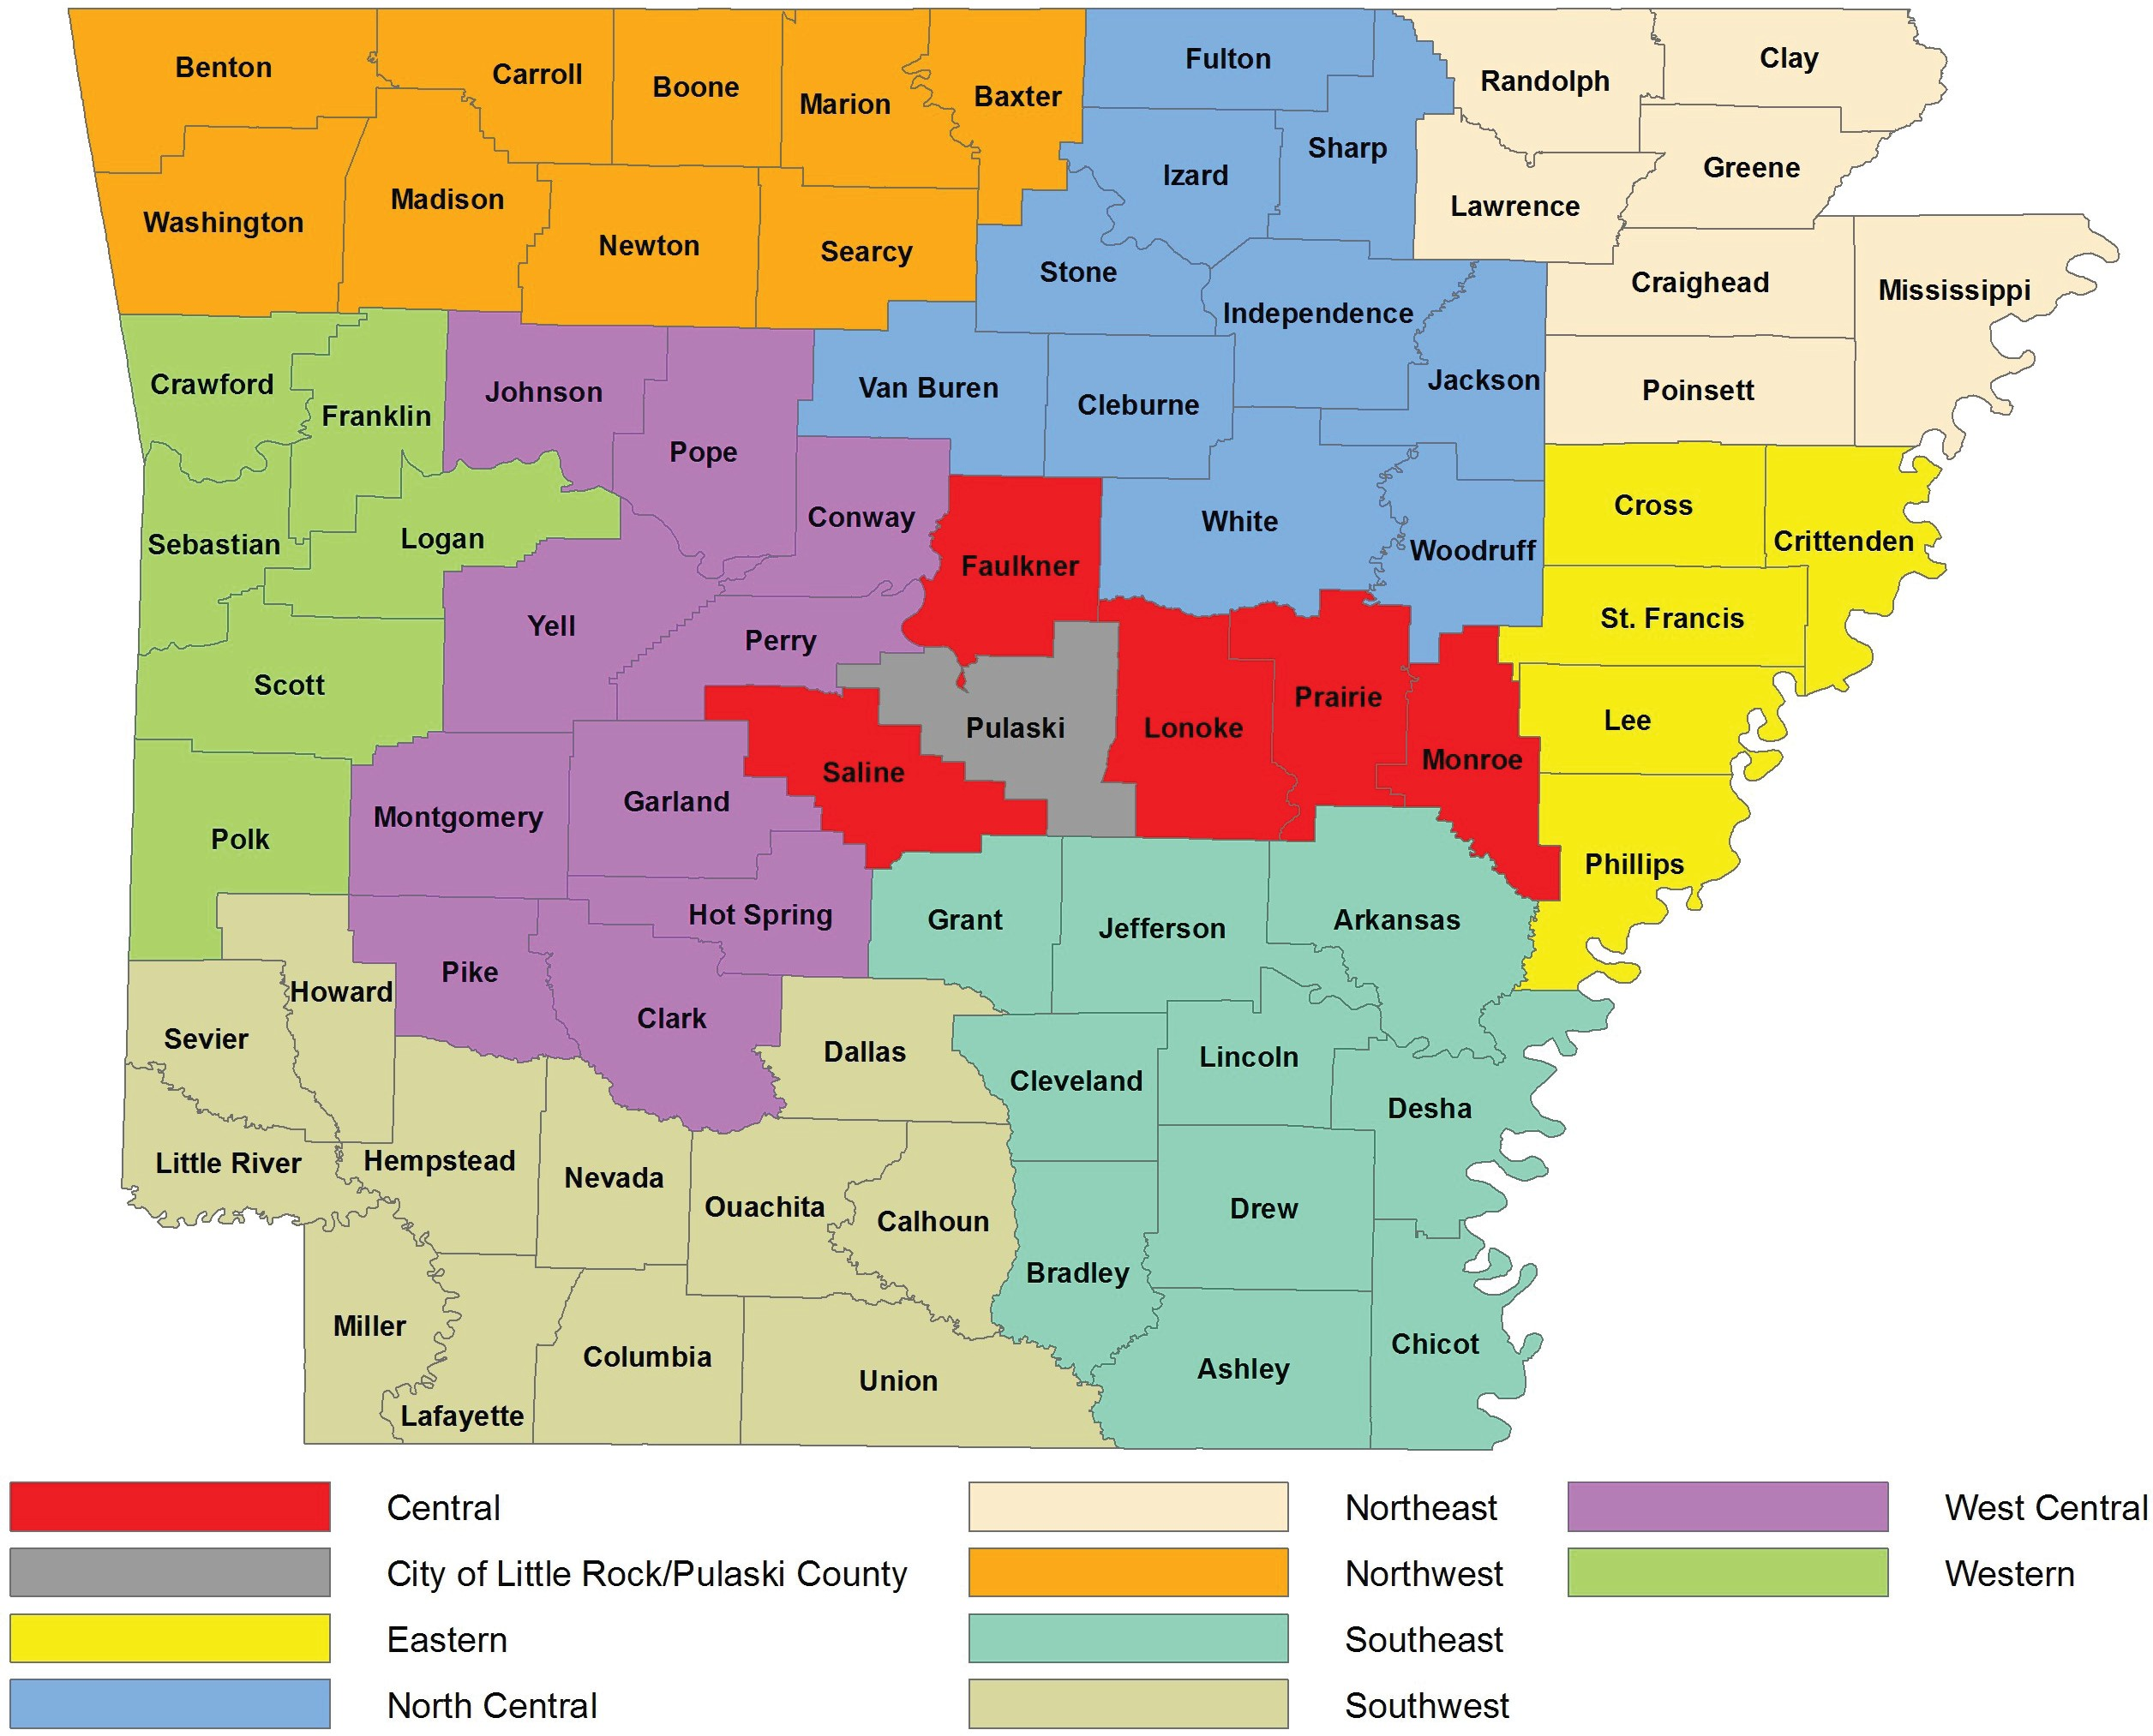 Benton
Carroll
Boone
Marion
Baxter
Fulton
Randolph
Clay
Sharp
Izard
Greene
Lawrence
Washington
Madison
Newton
Searcy
Stone
Independence
Craighead
Mississippi
Crawford
Franklin
Johnson
Pope
Van Buren
Cleburne
Jackson
Poinsett
Sebastian
Logan
Conway
Faulkner
White
Woodruff
Cross
Crittenden
Scott
Yell
Perry
St. Francis
Pulaski
Lonoke
Prairie
Monroe
Lee
Polk
Montgomery
Garland
Saline
Phillips
Hot Spring
Grant
Jefferson
Arkansas
Howard
Pike
Clark
Sevier
Dallas
Cleveland
Lincoln
Desha
Little River
Hempstead
Nevada
Ouachita
Calhoun
Drew
Bradley
Miller
Lafayette
Columbia
Union
Ashley
Chicot
Central
City of Little Rock/Pulaski County
Eastern
North Central
Northeast
Northwest
Southeast
Southwest
West Central
Western